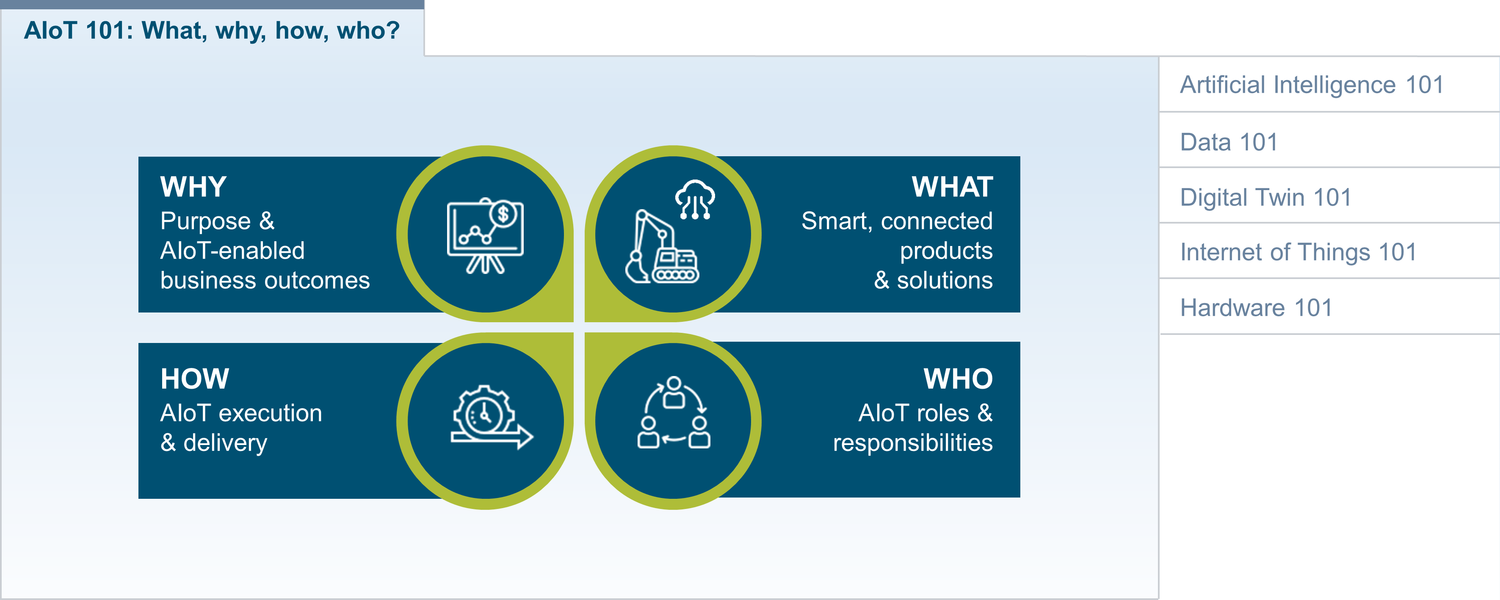 AIoT 101: What, why, how, who?
WHY
Purpose &
AIoT-enabled
business outcomes
$
WHAT
Smart, connected
products
& solutions
HOW
AIoT execution
& delivery
WHO
AIoT roles &
responsibilities
Artificial Intelligence 101
Data 101
Digital Twin 101
Internet of Things 101
Hardware 101